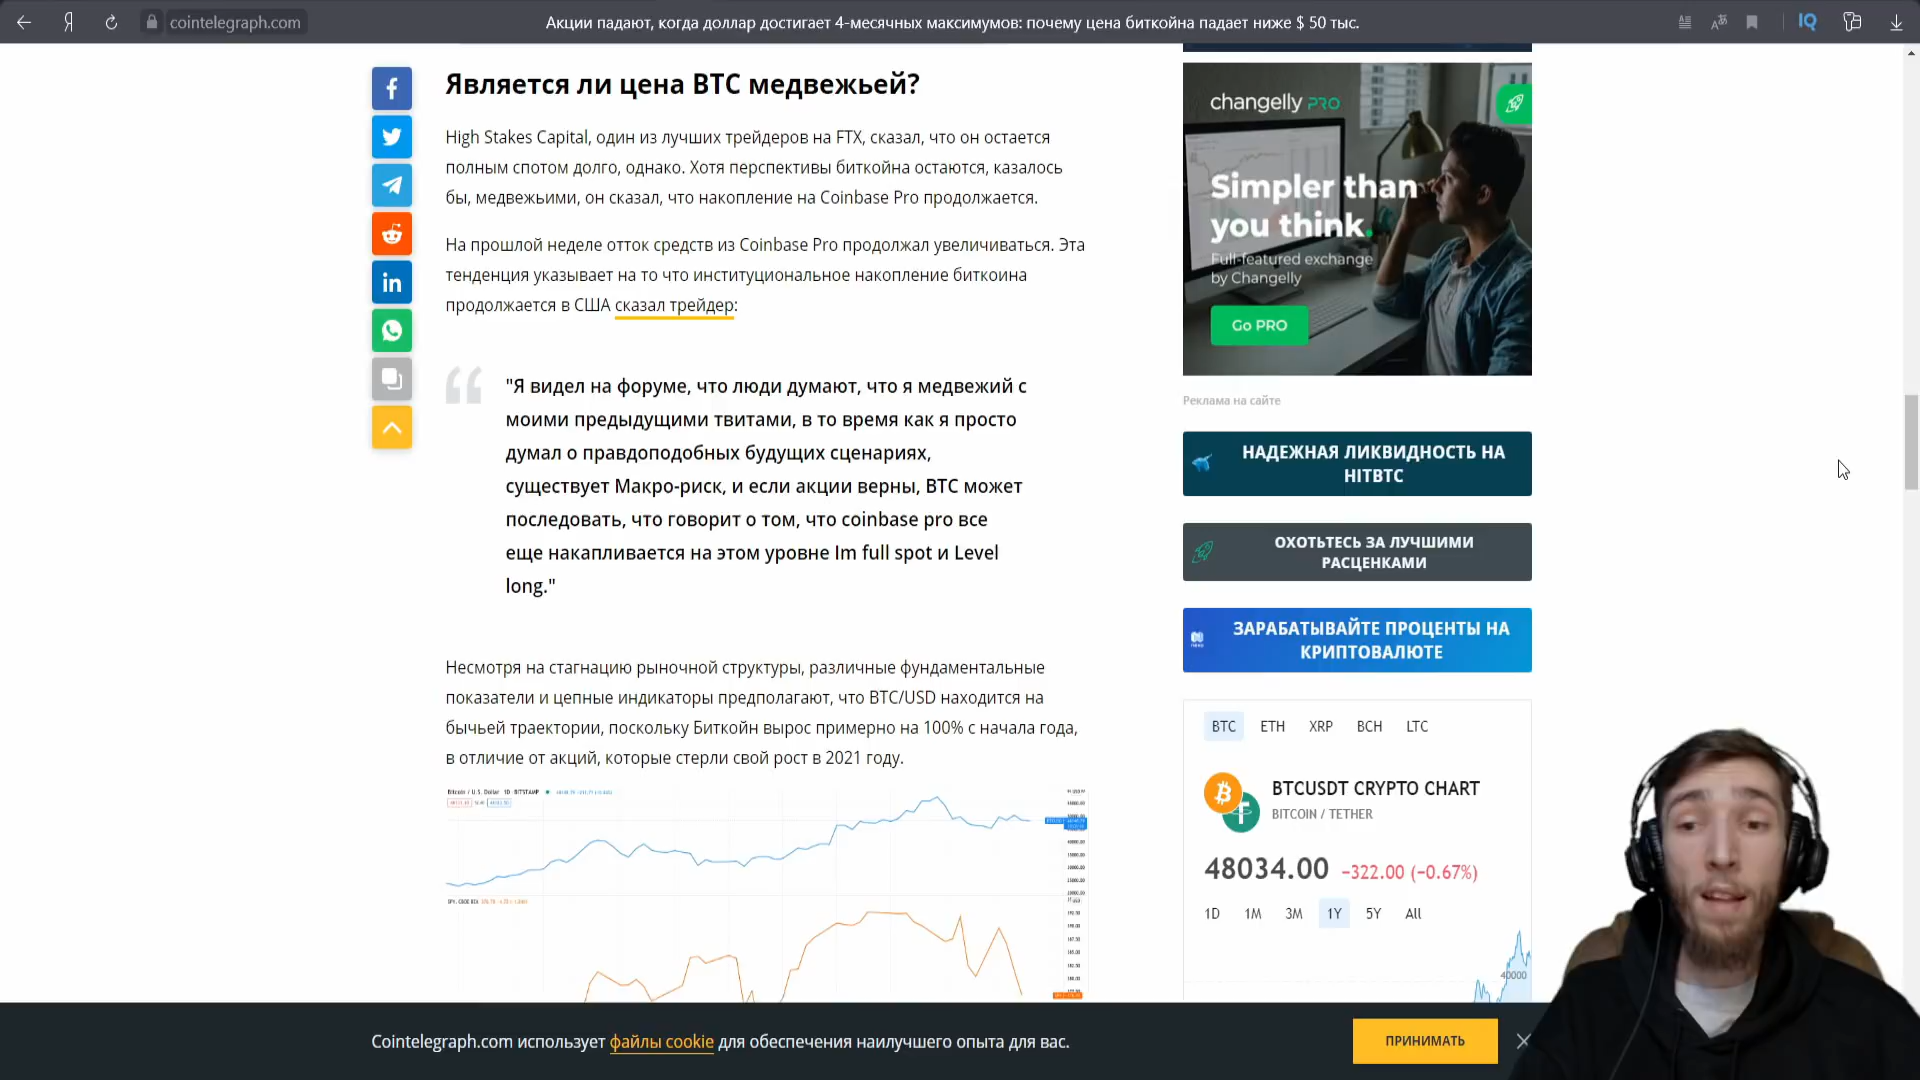 cointelegraph.com
Акции падают, когда доллар достигает 4-месячных максимумов: почему цена биткойна падает ниже $ 50 тыс.
Является ли цена BTC медвежьей?
High Stakes Capital, один из лучших трейдеров на FTX, сказал, что он остается
полным спотом долго, однако. Хотя перспективы биткойна остаются, казалось
бы, медвежьими, он сказал, что накопление на Coinbase Pro продолжается.
На прошлой неделе отток средств из Coinbase Pro продолжал увеличиваться. Эта
тенденция указывает на то что институциональное накопление биткоина
продолжается в США сказал трейдер:
"Я видел на форуме, что люди думают, что я медвежий с
моими предыдущими твитами, в то время как я просто
думал о правдоподобных будущих сценариях,
существует Макро-риск, и если акции верны, BTC может
последовать, что говорит о том, что coinbase pro все
еще накапливается на этом уровне Im full spot и Level
long."
Несмотря на стагнацию рыночной структуры, различные фундаментальные
показатели и цепные индикаторы предполагают, что BTC/USD находится на
бычьей траектории, поскольку Биткойн вырос примерно на 100% с начала года,
в отличие от акций, которые стерли свой рост в 2021 году.
Bitcoin / U.S. Dollar 1D BITSTAMP
changelly PRO
Simpler than
you think.
Full-featured exchange
by Changelly
Go PRO
Реклама на сайте
НАДЕЖНАЯ ЛИКВИДНОСТЬ НА
HITBTC
ОХОТЬТЕСЬ ЗА ЛУЧШИМИ
РАСЦЕНКАМИ
ЗАРАБАТЫВАЙТЕ ПРОЦЕНТЫ НА
КРИПТОВАЛЮТЕ
BTC ETH XRP BCH LTC
BTCUSDT CRYPTO CHART
BITCOIN / TETHER
48034.00 −322.00 (−0.67%)
1D 1M 3M 1Y 5Y All
40000
Cointelegraph.com использует файлы cookie для обеспечения наилучшего опыта для вас.
ПРИНИМАТЬ